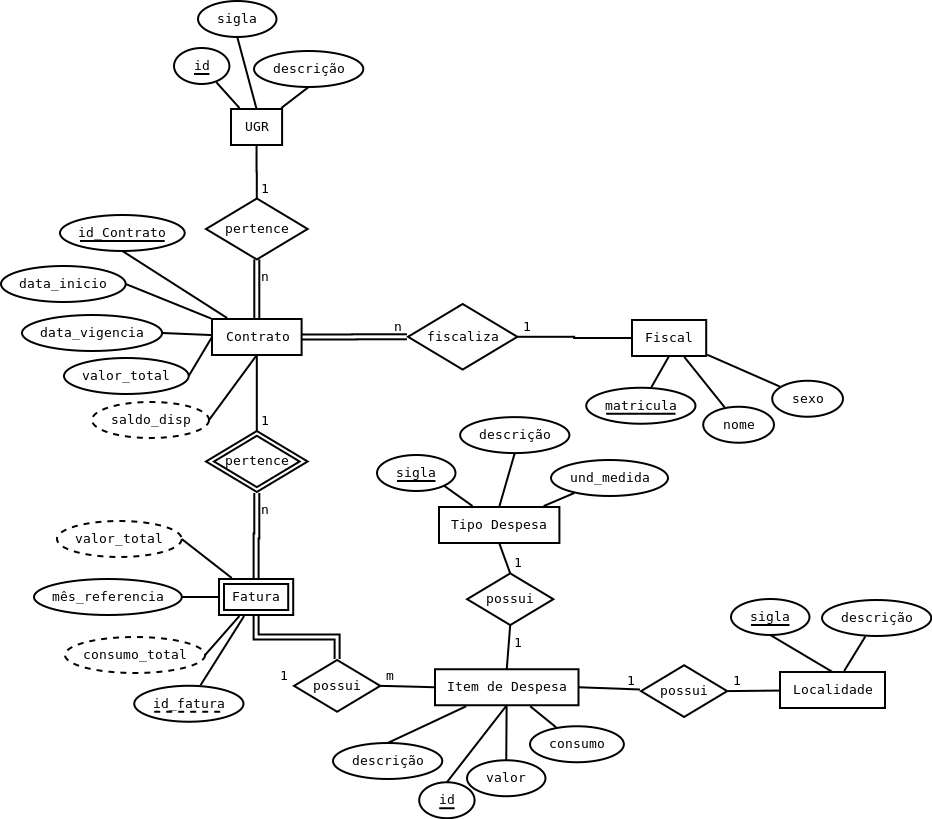 sigla
id
descrição
UGR
1
pertence
id_Contrato
n
data_inicio
data_vigencia
Contrato
n
fiscaliza
1
Fiscal
valor_total
saldo_disp
matricula
nome
sexo
1
pertence
descrição
sigla
und_medida
n
Tipo Despesa
valor_total
1
mês_referencia
Fatura
possui
sigla
descrição
consumo_total
1
1
possui
m
Item de Despesa
1
possui
1
Localidade
id_fatura
descrição
consumo
valor
id